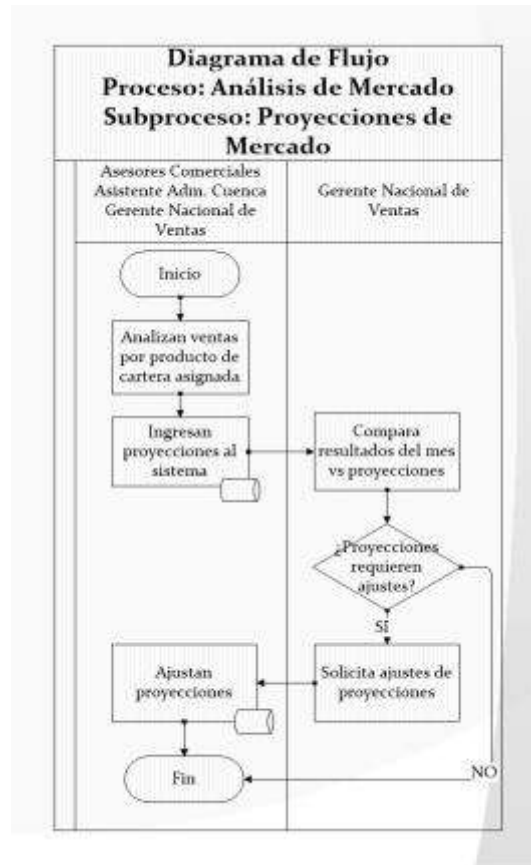 Diagrama de Flujo
Proceso: Análisis de Mercado
Subproceso: Proyecciones de
Mercado
Asesores Comerciales
Asistente Adm. Cuenca
Gerente Nacional de
Ventas
Gerente Nacional de
Ventas
Inicio
Analizan ventas
por producto de
cartera asignada
Ingresan
proyecciones al
sistema
Compara
resultados del mes
vs proyecciones
¿Proyecciones
requieren
ajustes?
SÍ
Solicita ajustes de
proyecciones
Ajustan
proyecciones
NO
Fin